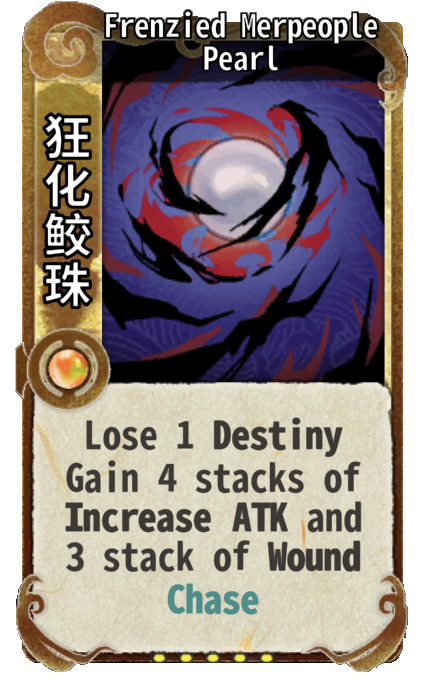 Frenzied Merpeople
Pearl
狂化鲛珠
Lose 1 Destiny
Gain 4 stacks of
Increase ATK and
3 stack of Wound
Chase